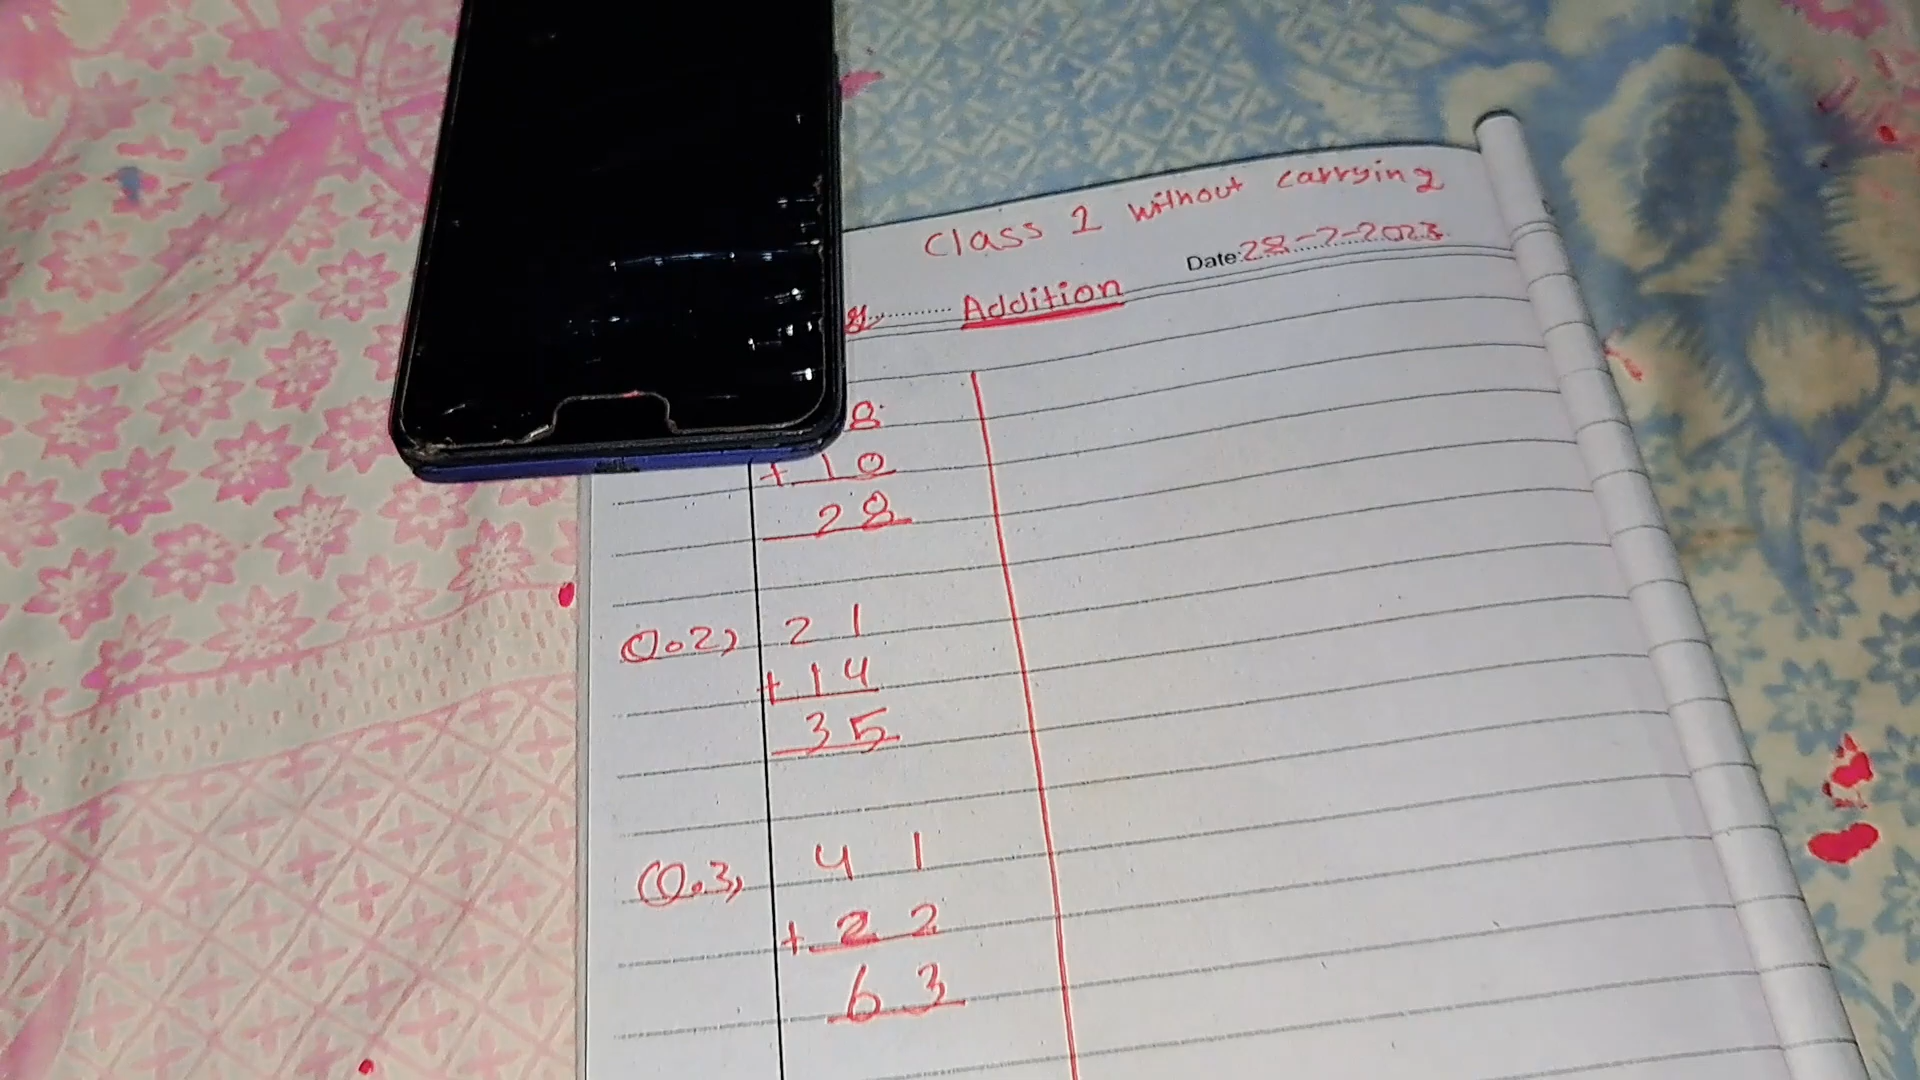 Class 1 without carrying
Date: 28-7-2023
Addition
8
+ 10
28
Q.2) 21
+ 14
35
Q.3) 41
+ 22
63